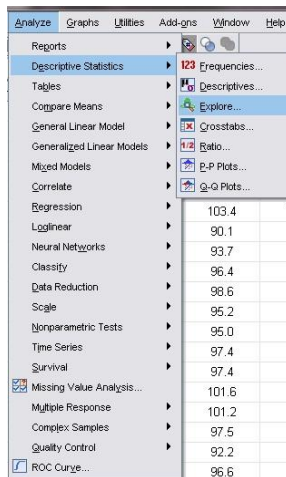 Analyze Graphs Utilities Add-ons Window Help
Reports
Descriptive Statistics
Tables
Compare Means
General Linear Model
Generalized Linear Models
Mixed Models
Correlate
Regression
Loglinear
Neural Networks
Classify
Data Reduction
Scale
Nonparametric Tests
Time Series
Survival
Missing Value Analysis...
Multiple Response
Complex Samples
Quality Control
ROC Curve...
123 Frequencies...
Descriptives...
Explore...
Crosstabs...
1/2 Ratio...
P-P Plots...
Q-Q Plots...
103.4
90.1
93.7
96.4
98.6
95.2
95.0
97.4
97.4
101.6
101.2
97.5
92.2
96.6